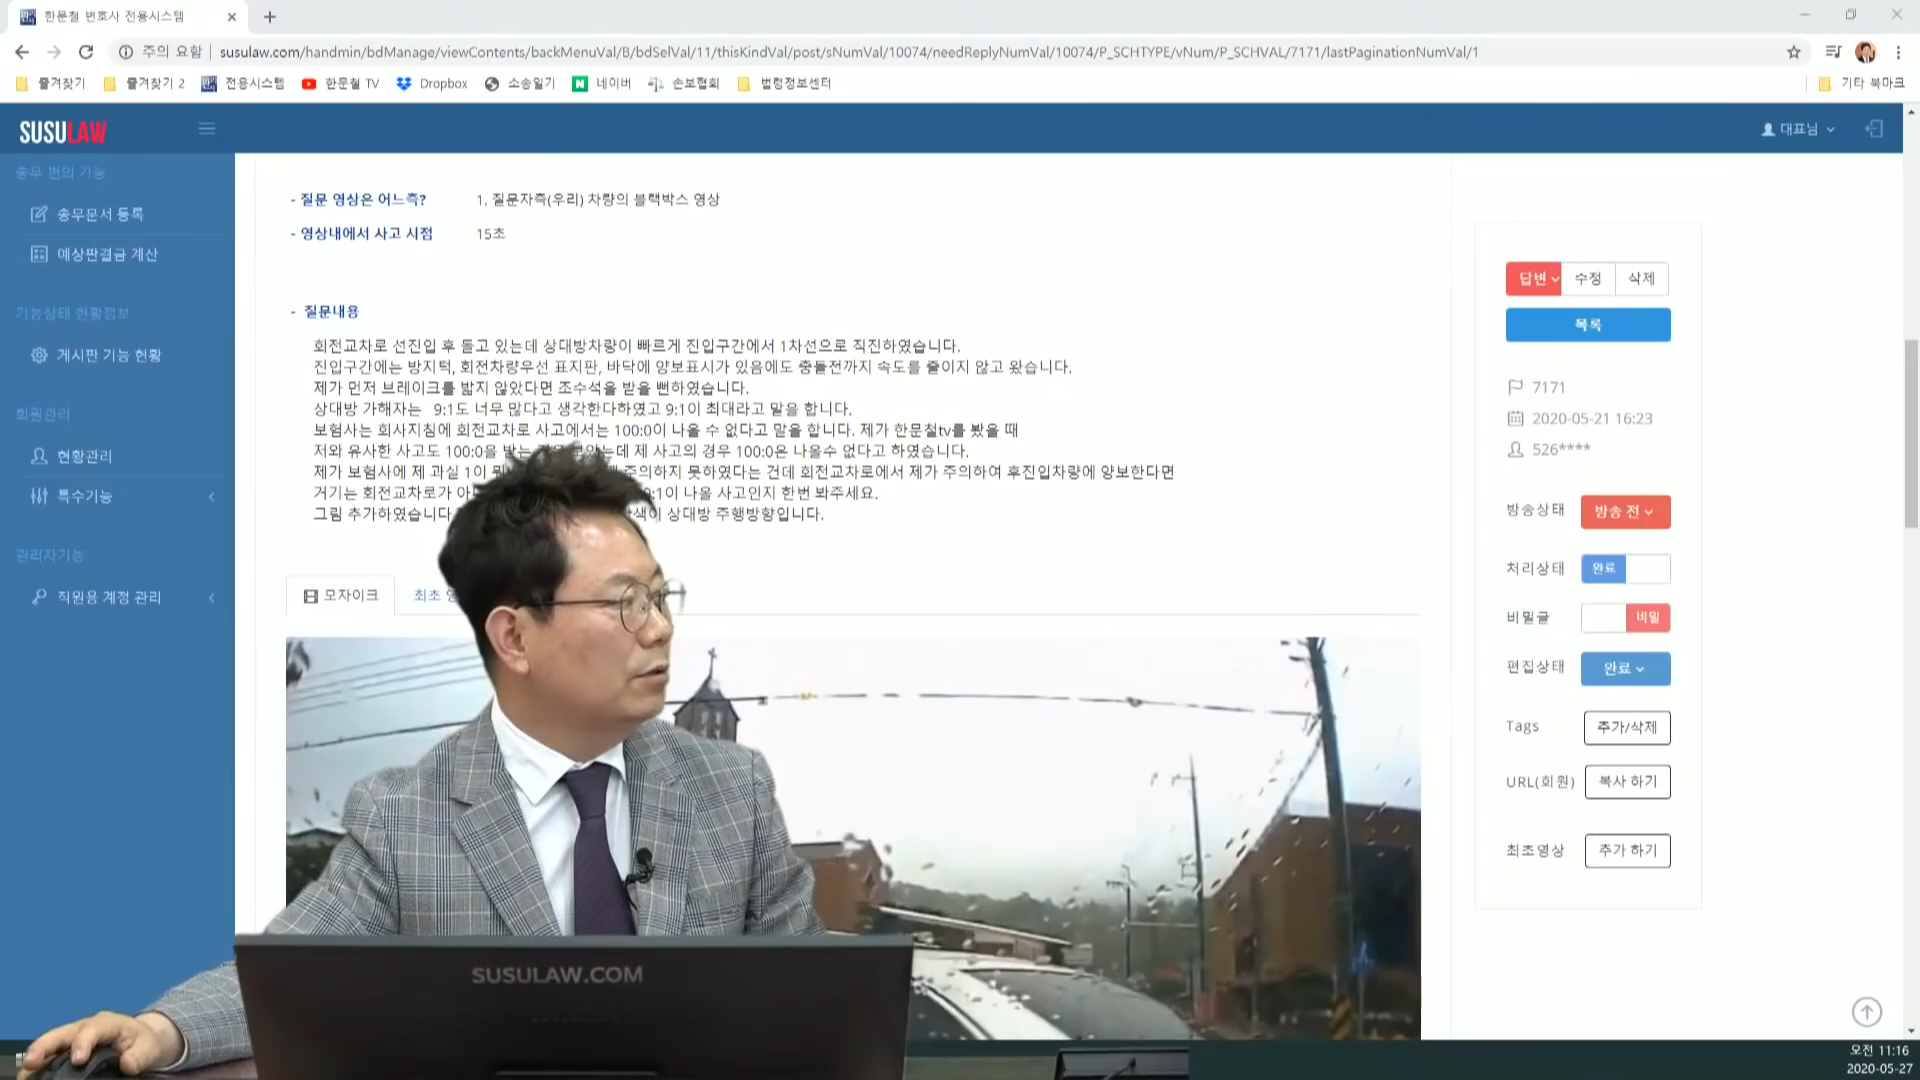 한문철 변호사 전용시스템
주의 요함
susulaw.com/handmin/bdManage/viewContents/backMenuVal/B/bdSelVal/11/thisKindVal/post/sNumVal/10074/needReplyNumVal/10074/P_SCHTYPE/vNum/P_SCHVAL/7171/lastPaginationNumVal/1
즐겨찾기
즐겨찾기 2
전용시스템
한문철 TV
Dropbox
소송일기
네이버
손보협회
법령정보센터
기타 북마크
SUSULAW
대표님
총무 편의 기능
송무문서 등록
예상판결금 계산
기능상태 현황정보
게시판 기능 현황
회원관리
현황관리
특수기능
관리자기능
직원용 계정 관리
- 질문 영상은 어느측? 1. 질문자측(우리) 차량의 블랙박스 영상
- 영상내에서 사고 시점 15초
- 질문내용
회전교차로 선진입 후 돌고 있는데 상대방차량이 빠르게 진입구간에서 1차선으로 직진하였습니다.
진입구간에는 방지턱, 회전차량우선 표지판, 바닥에 양보표시가 있음에도 충돌전까지 속도를 줄이지 않고 왔습니다.
제가 먼저 브레이크를 밟지 않았다면 조수석을 받을 뻔하였습니다.
상대방 가해자는 9:1도 너무 많다고 생각한다하였고 9:1이 최대라고 말을 합니다.
보험사는 회사지침에 회전교차로 사고에서는 100:0이 나올 수 없다고 말을 합니다. 제가 한문철tv를 봤을 때
저와 유사한 사고도 100:0을 받는 제 사고의 경우 100:0은 나올수 없다고 하였습니다.
제가 보험사에 제 과실 1이 주의하지 못하였다는 건데 회전교차로에서 제가 주의하여 후진입차량에 양보한다면
거기는 회전교차로가 9:1이 나올 사고인지 한번 봐주세요.
그림 추가하였습니다 상대방 주행방향입니다.
모자이크
최초
답변
수정
삭제
목록
7171
2020-05-21 16:23
526****
방송상태 방송 전
처리상태 완료
비밀글 비밀
편집상태 완료
Tags 추가/삭제
URL(회원) 복사 하기
최초영상 추가 하기
SUSULAW.COM
오전 11:16
2020-05-27